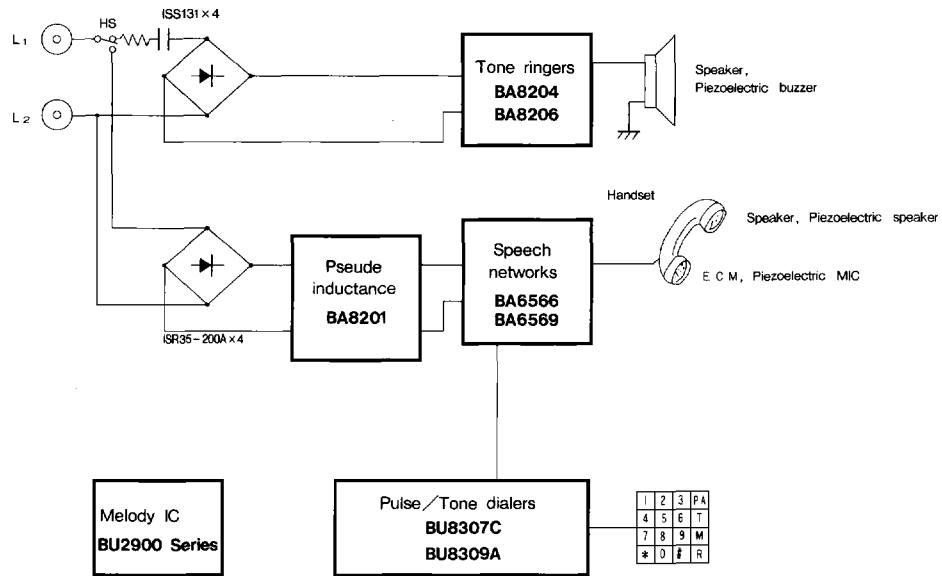 ISS131×4
HS
L1
L2
Tone ringers
BA8204
BA8206
Speaker,
Piezoelectric buzzer
Handset
Speaker, Piezoelectric speaker
E C M, Piezoelectric MIC
Pseude
inductance
BA8201
Speech
networks
BA6566
BA6569
ISR35-200A×4
Melody IC
BU2900 Series
Pulse/Tone dialers
BU8307C
BU8309A
1 2 3 PA
4 5 6 T
7 8 9 M
* 0 # R